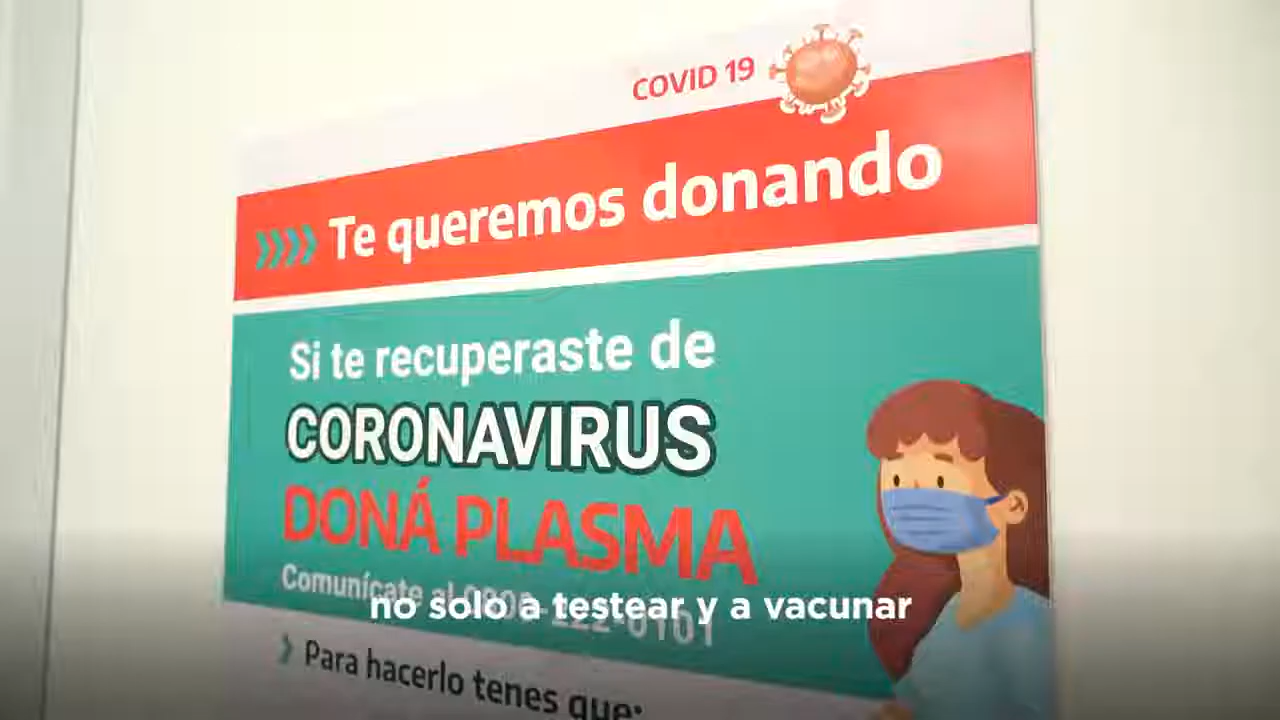 COVID 19
Te queremos donando
Si te recuperaste de
CORONAVIRUS
DONÁ PLASMA
Comunícate al
no solo a testear y a vacunar
Para hacerlo tenes que: